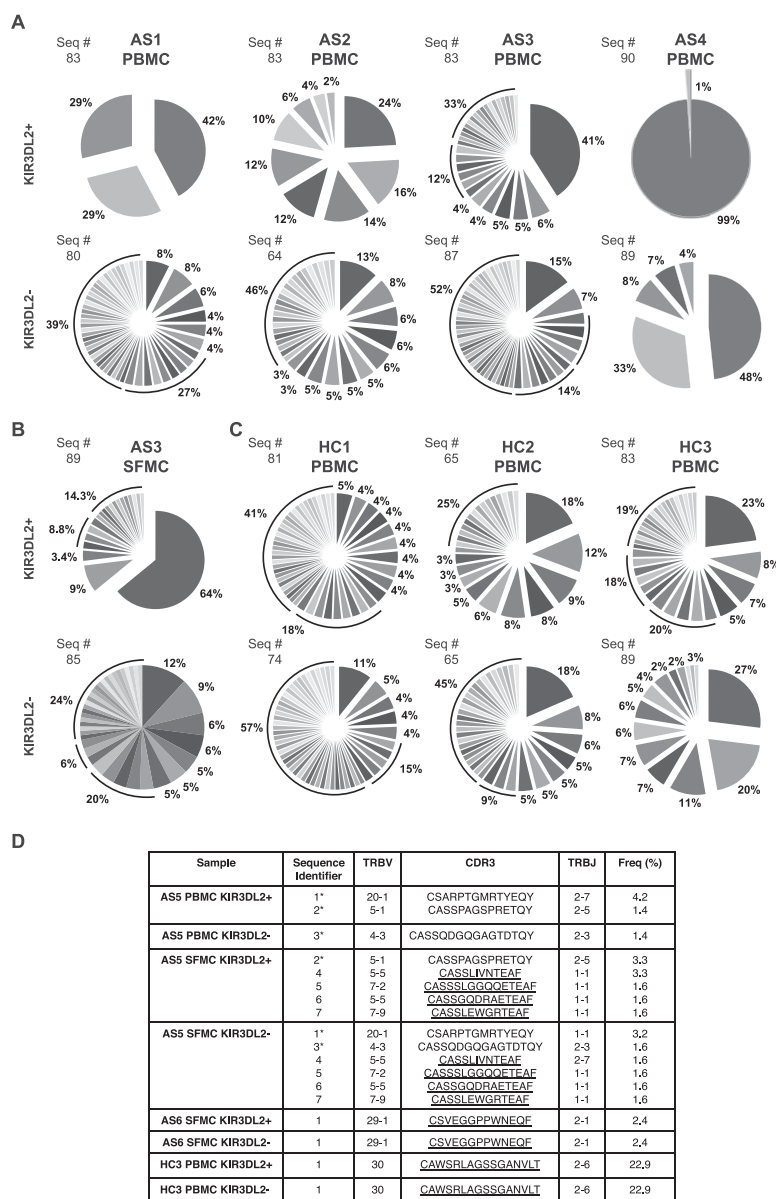 A
Seq #
83
AS1
PBMC
Seq #
83
AS2
PBMC
Seq #
83
AS3
PBMC
Seq #
90
AS4
PBMC
KIR3DL2+
29%
42%
29%
2%
4%
6%
10%
12%
12%
14%
16%
24%
33%
12%
4%
4%
5%
5%
6%
41%
1%
99%
KIR3DL2-
Seq #
80
8%
8%
6%
4%
4%
4%
27%
39%
Seq #
64
13%
8%
6%
6%
6%
5%
5%
5%
5%
3%
3%
46%
Seq #
87
15%
7%
14%
52%
Seq #
89
4%
7%
8%
33%
48%
B
Seq #
89
AS3
SFMC
C
Seq #
81
HC1
PBMC
Seq #
65
HC2
PBMC
Seq #
83
HC3
PBMC
KIR3DL2+
14.3%
8.8%
3.4%
9%
64%
5%
4%
4%
4%
4%
4%
4%
4%
4%
18%
41%
18%
12%
9%
8%
8%
6%
5%
3%
3%
3%
25%
23%
8%
7%
5%
20%
18%
19%
KIR3DL2-
Seq #
85
12%
9%
6%
6%
5%
5%
5%
20%
6%
24%
Seq #
74
11%
5%
4%
4%
4%
15%
57%
Seq #
65
18%
8%
6%
5%
5%
5%
5%
5%
9%
45%
Seq #
89
3%
2%
2%
4%
5%
6%
6%
7%
7%
11%
20%
27%
D
Sample Sequence Identifier TRBV CDR3 TRBJ Freq (%)
AS5 PBMC KIR3DL2+ 1* 20-1 CSARPTGMRTYEQY 2-7 4.2
2* 5-1 CASSPAGSPRETQY 2-5 1.4
AS5 PBMC KIR3DL2- 3* 4-3 CASSQDGQGAGTDTQY 2-3 1.4
AS5 SFMC KIR3DL2+ 2* 5-1 CASSPAGSPRETQY 2-5 3.3
4 5-5 CASSLIVNTEAF 1-1 3.3
5 7-2 CASSSLGGQQETEAF 1-1 1.6
6 5-5 CASSGQDRAETEAF 1-1 1.6
7 7-9 CASSLEWGRTEAF 1-1 1.6
AS5 SFMC KIR3DL2- 1* 20-1 CSARPTGMRTYEQY 1-1 3.2
3* 4-3 CASSQDGQGAGTDTQY 2-3 1.6
4 5-5 CASSLIVNTEAF 2-7 1.6
5 7-2 CASSSLGGQQETEAF 1-1 1.6
6 5-5 CASSGQDRAETEAF 1-1 1.6
7 7-9 CASSLEWGRTEAF 1-1 1.6
AS6 SFMC KIR3DL2+ 1 29-1 CSVEGGPPWNEQF 2-1 2.4
AS6 SFMC KIR3DL2- 1 29-1 CSVEGGPPWNEQF 2-1 2.4
HC3 PBMC KIR3DL2+ 1 30 CAWSRLAGSSGANVLT 2-6 22.9
HC3 PBMC KIR3DL2- 1 30 CAWSRLAGSSGANVLT 2-6 22.9